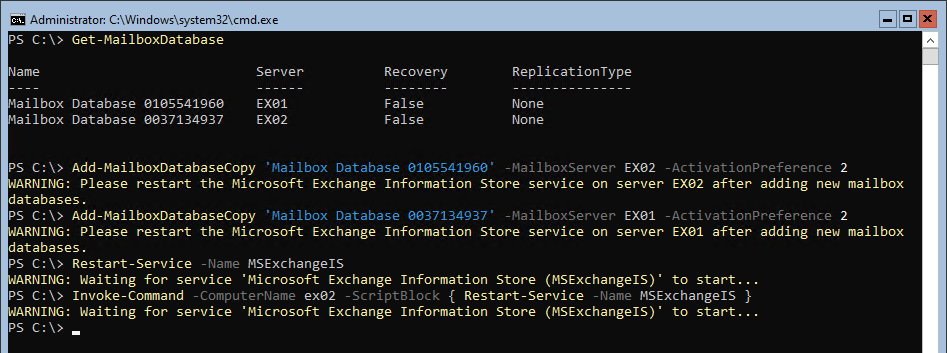 Administrator: C:\Windows\system32\cmd.exe
PS C:\> Get-MailboxDatabase
Name Server Recovery ReplicationType
---- ------ -------- ---------------
Mailbox Database 0105541960 EX01 False None
Mailbox Database 0037134937 EX02 False None
PS C:\> Add-MailboxDatabaseCopy 'Mailbox Database 0105541960' -MailboxServer EX02 -ActivationPreference 2
WARNING: Please restart the Microsoft Exchange Information Store service on server EX02 after adding new mailbox
databases.
PS C:\> Add-MailboxDatabaseCopy 'Mailbox Database 0037134937' -MailboxServer EX01 -ActivationPreference 2
WARNING: Please restart the Microsoft Exchange Information Store service on server EX01 after adding new mailbox
databases.
PS C:\> Restart-Service -Name MSExchangeIS
WARNING: Waiting for service 'Microsoft Exchange Information Store (MSExchangeIS)' to start...
PS C:\> Invoke-Command -ComputerName ex02 -ScriptBlock { Restart-Service -Name MSExchangeIS }
WARNING: Waiting for service 'Microsoft Exchange Information Store (MSExchangeIS)' to start...
PS C:\>